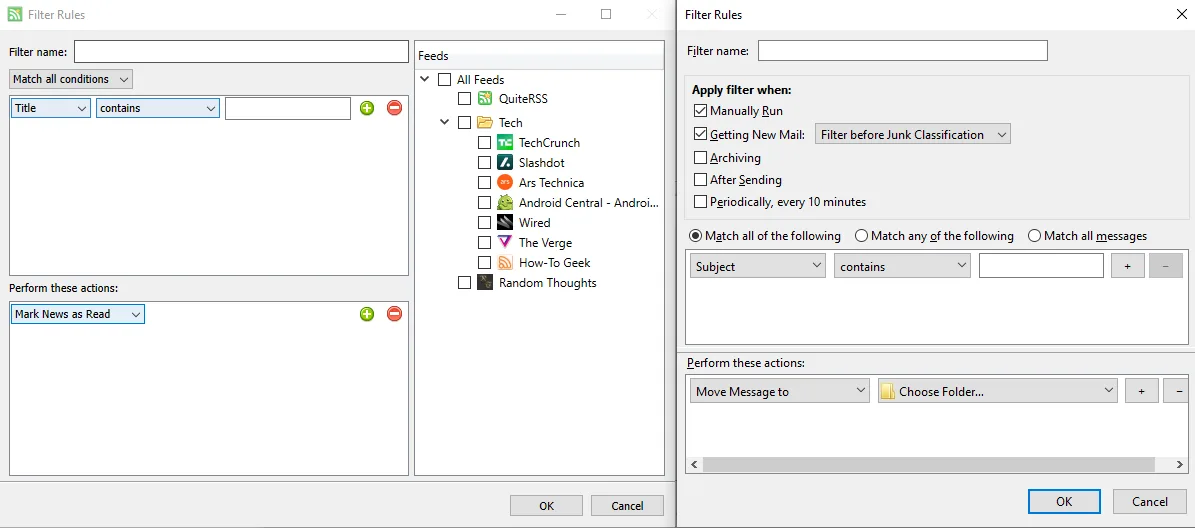 Filter Rules
Filter name:
Match all conditions
Title contains
Perform these actions:
Mark News as Read
Feeds
All Feeds
QuiteRSS
Tech
TechCrunch
Slashdot
Ars Technica
Android Central - Androi...
Wired
The Verge
How-To Geek
Random Thoughts
OK Cancel
Filter Rules
Filter name:
Apply filter when:
Manually Run
Getting New Mail: Filter before Junk Classification
Archiving
After Sending
Periodically, every 10 minutes
Match all of the following Match any of the following Match all messages
Subject contains + −
Perform these actions:
Move Message to Choose Folder... + −
OK Cancel